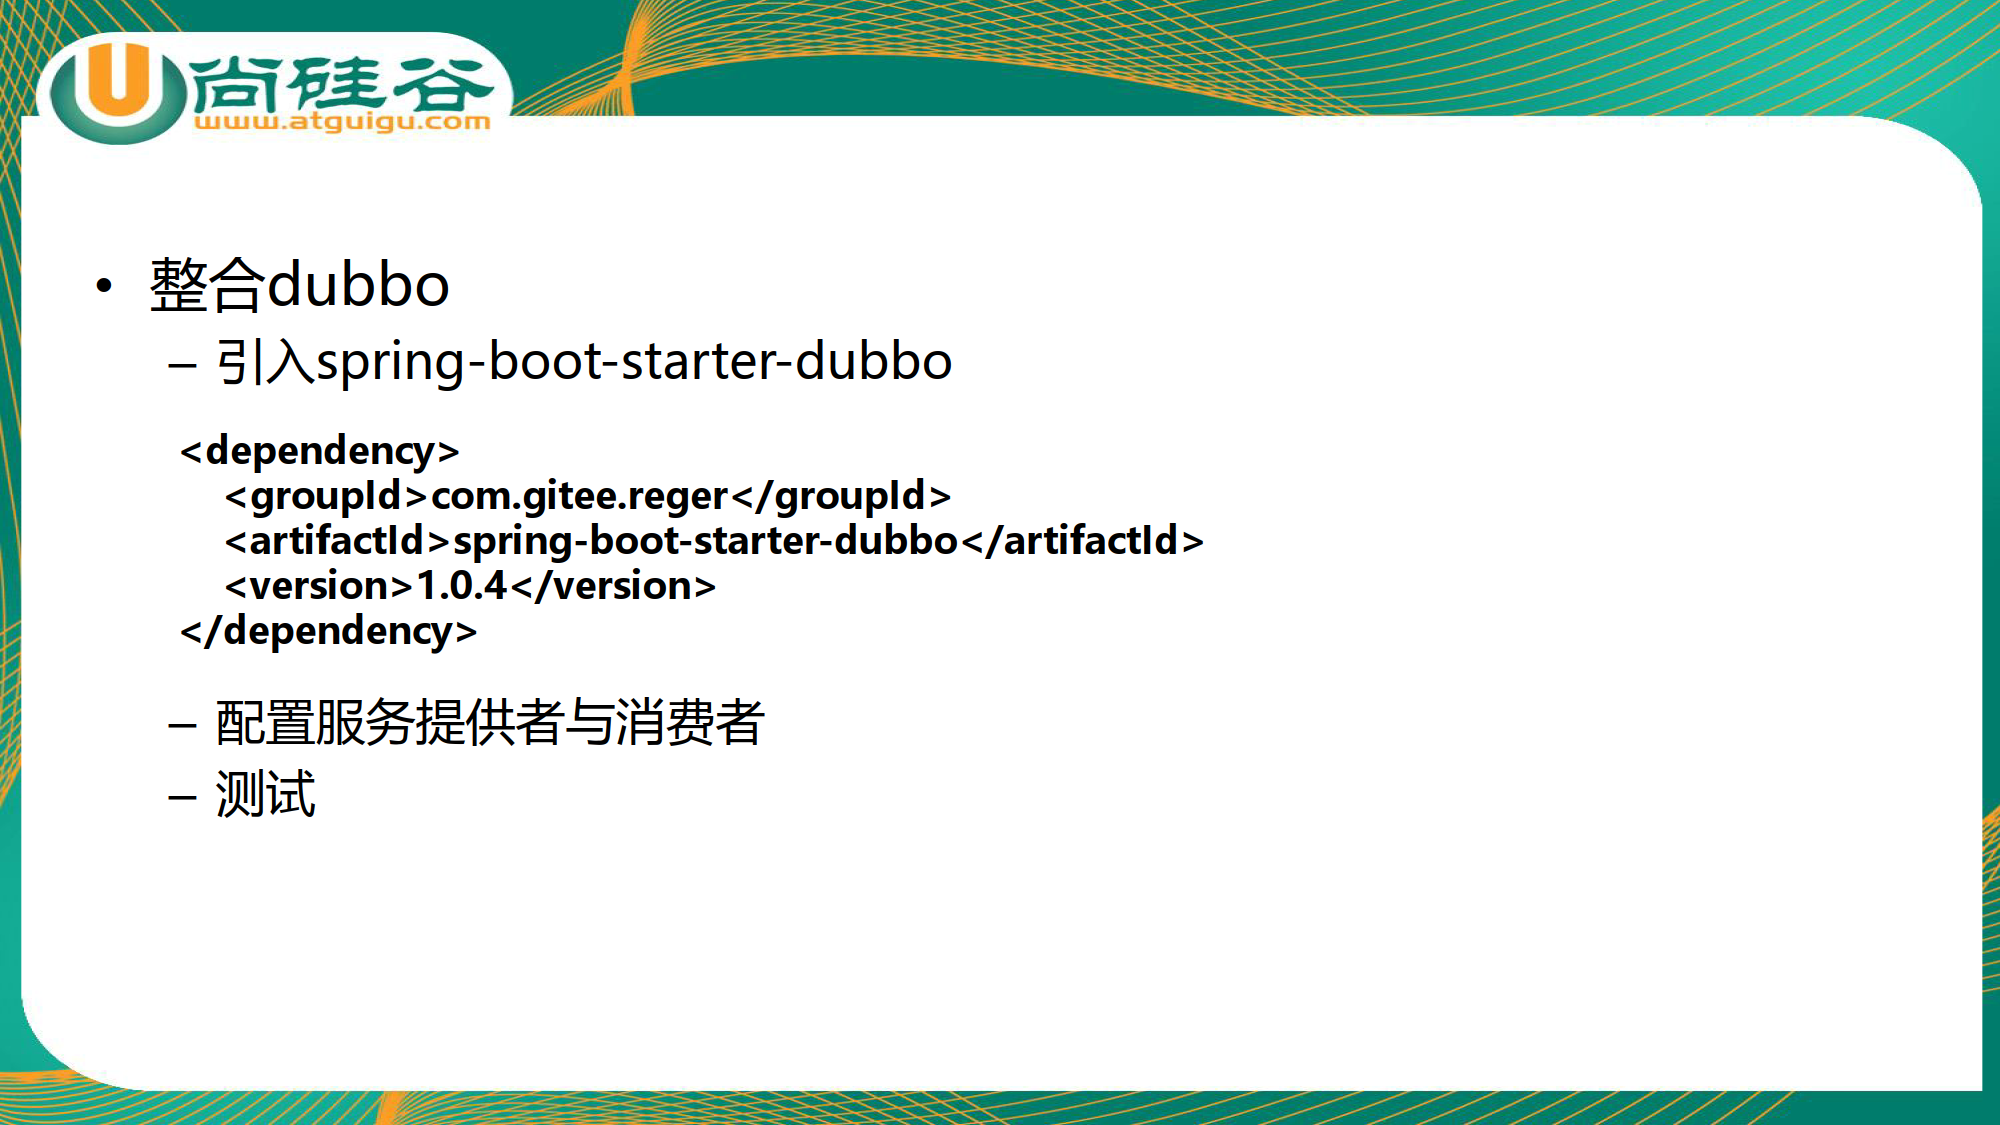 尚硅谷
www.atguigu.com
• 整合dubbo
– 引入spring-boot-starter-dubbo
<dependency>
    <groupId>com.gitee.reger</groupId>
    <artifactId>spring-boot-starter-dubbo</artifactId>
    <version>1.0.4</version>
</dependency>
– 配置服务提供者与消费者
– 测试